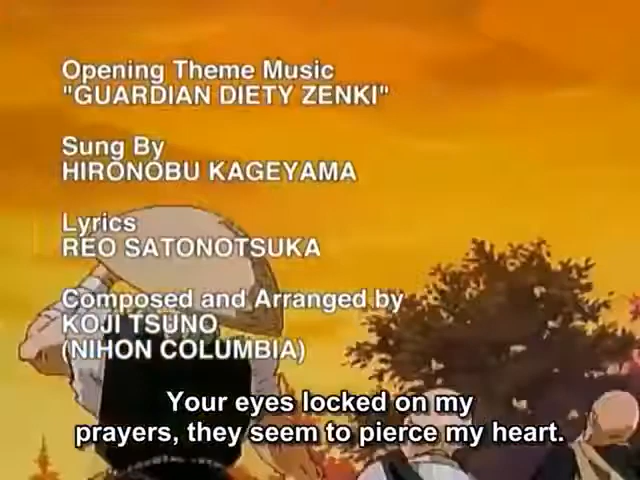 Opening Theme Music
"GUARDIAN DIETY ZENKI"
Sung By
HIRONOBU KAGEYAMA
Lyrics
REO SATONOTSUKA
Composed and Arranged by
KOJI TSUNO
(NIHON COLUMBIA)
Your eyes locked on my
prayers, they seem to pierce my heart.